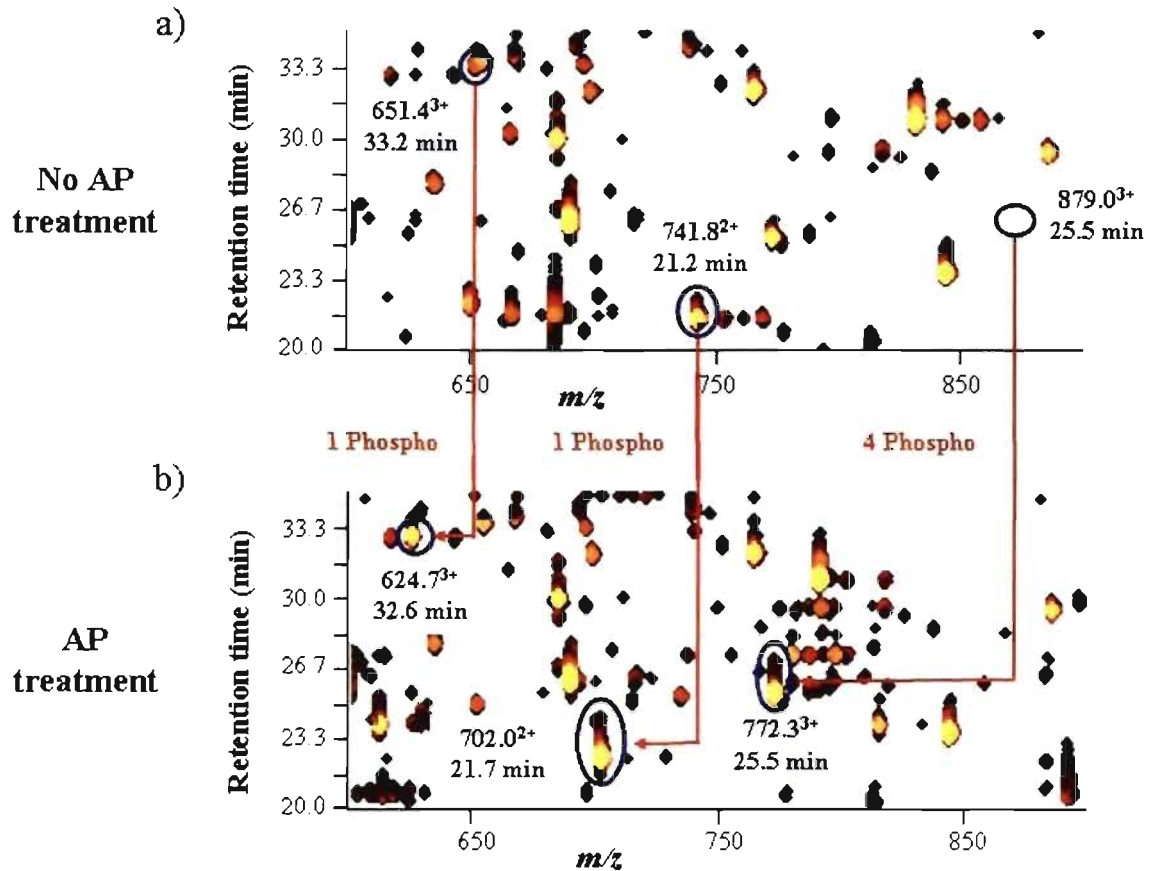 a)
No AP
treatment
Retention time (min)
33.3
30.0
26.7
23.3
20.0
651.4³⁺
33.2 min
741.8²⁺
21.2 min
879.0³⁺
25.5 min
650
750
850
m/z
1 Phospho
1 Phospho
4 Phospho
b)
AP
treatment
Retention time (min)
33.3
30.0
26.7
23.3
20.0
624.7³⁺
32.6 min
702.0²⁺
21.7 min
772.3³⁺
25.5 min
650
750
850
m/z